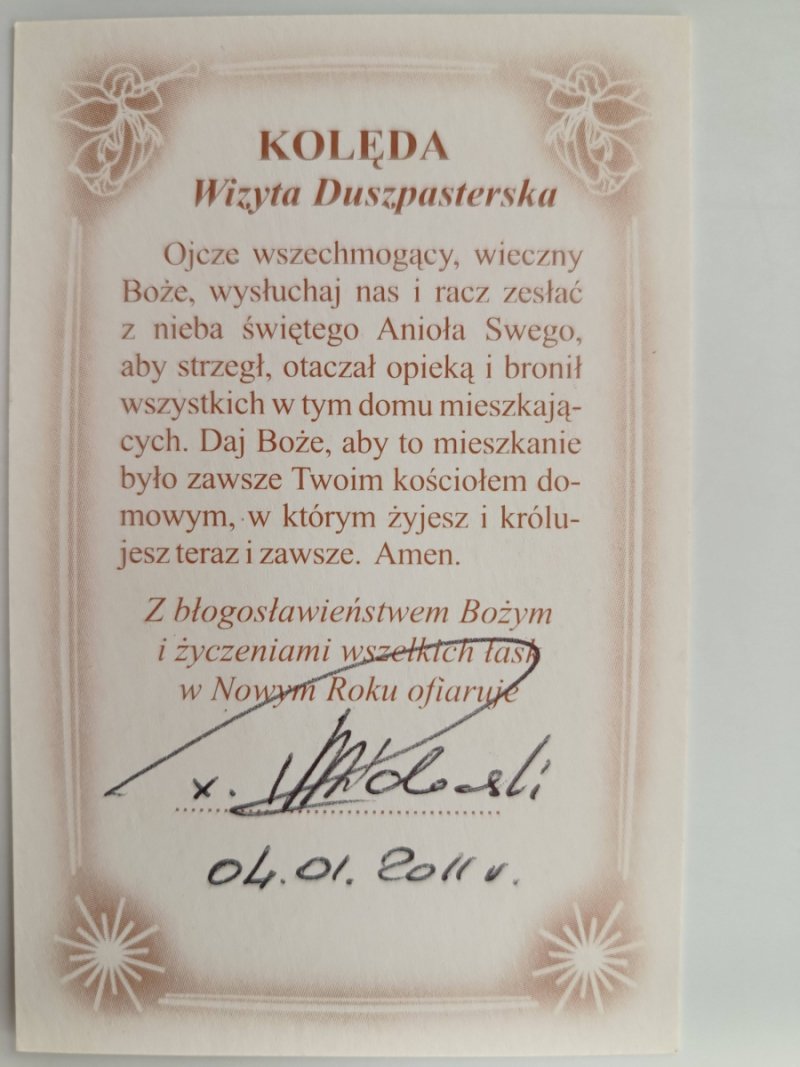 KOLĘDA
Wizyta Duszpasterska
Ojcze wszechmogący, wieczny
Boże, wysłuchaj nas i racz zesłać
z nieba świętego Anioła Swego,
aby strzegł, otaczał opieką i bronił
wszystkich w tym domu mieszkają-
cych. Daj Boże, aby to mieszkanie
było zawsze Twoim kościołem do-
mowym, w którym żyjesz i królu-
jesz teraz i zawsze. Amen.
Z błogosławieństwem Bożym
i życzeniami wszelkich łask
w Nowym Roku ofiaruje
x.
04.01.2011 r.